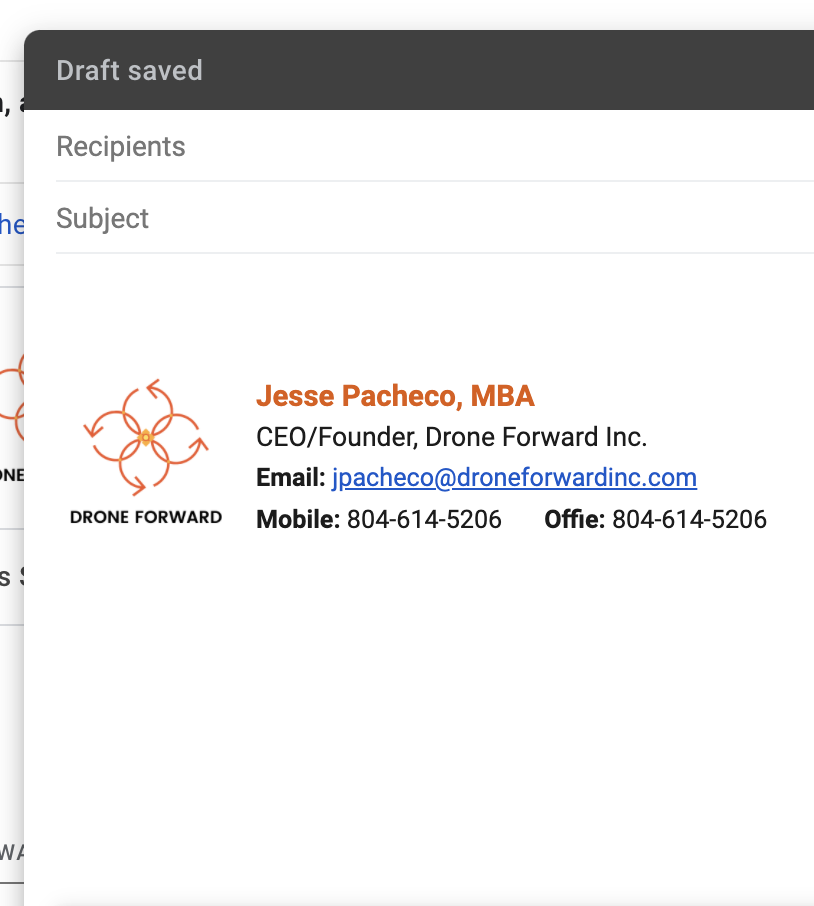 Draft saved
Recipients
Subject
Jesse Pacheco, MBA
CEO/Founder, Drone Forward Inc.
Email: jpacheco@droneforwardinc.com
Mobile: 804-614-5206 Offie: 804-614-5206
DRONE FORWARD